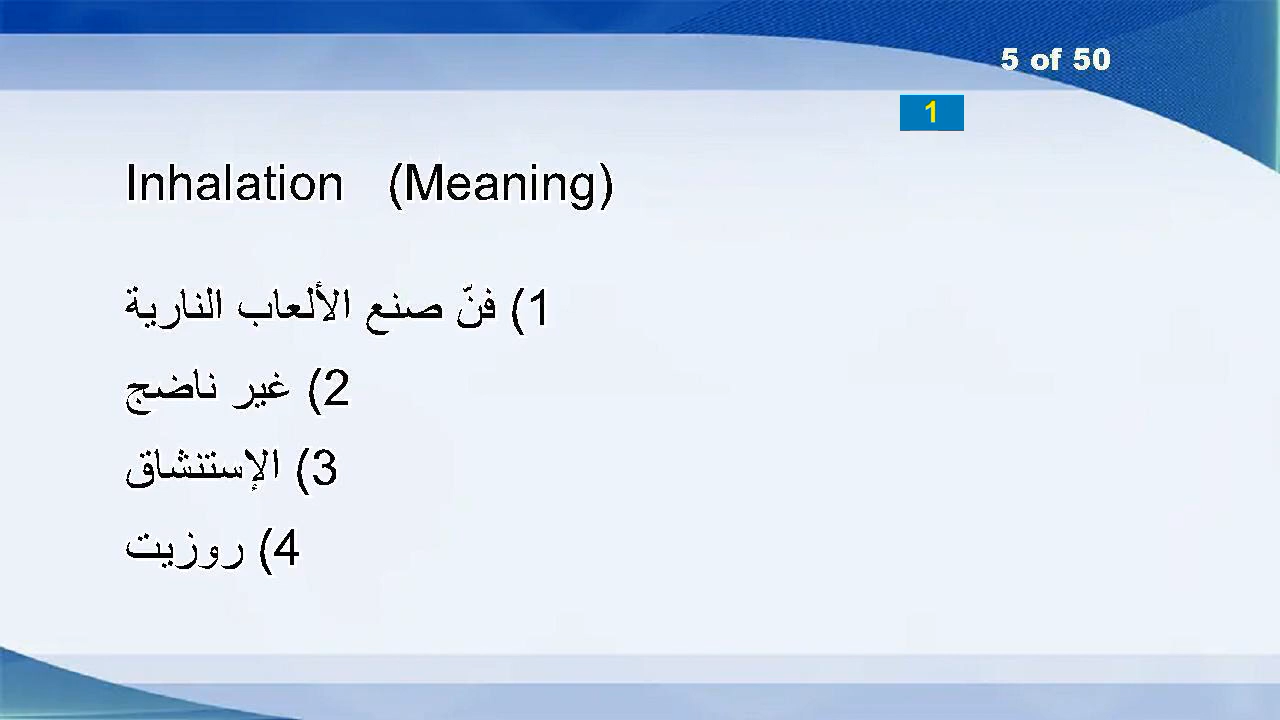 5 of 50
1
Inhalation (Meaning)
1) فنّ صنع الألعاب النارية
2) غير ناضج
3) الإستنشاق
4) روزيت